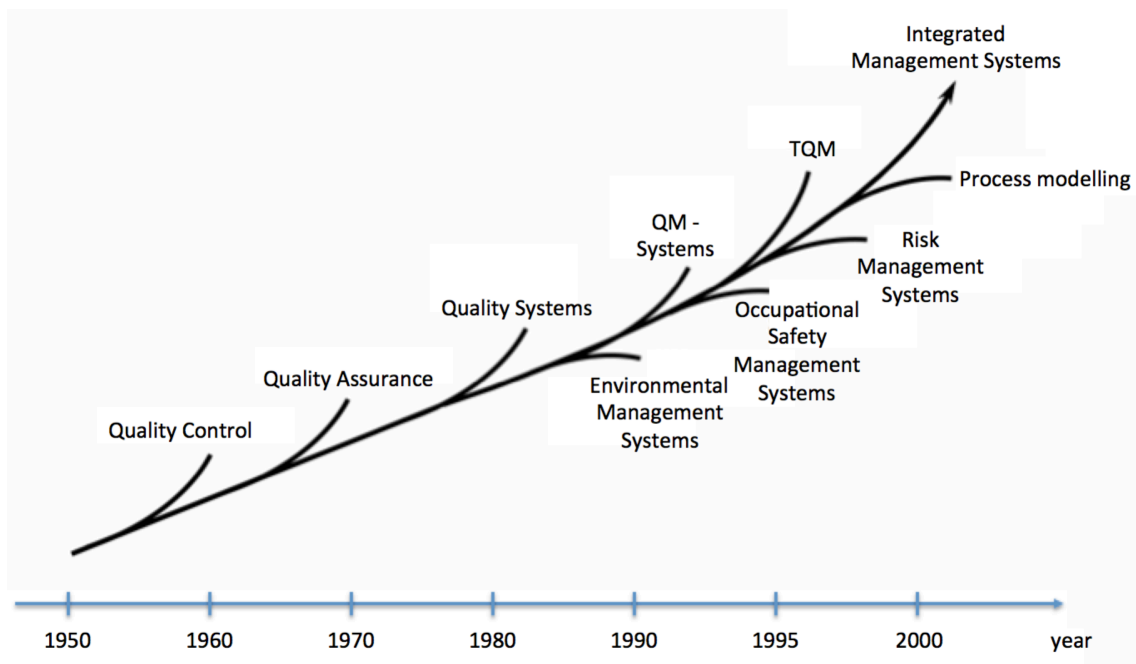 Integrated
Management Systems
TQM
Process modelling
QM -
Systems
Risk
Management
Systems
Quality Systems
Occupational
Safety
Management
Systems
Quality Assurance
Environmental
Management
Systems
Quality Control
1950
1960
1970
1980
1990
1995
2000
year